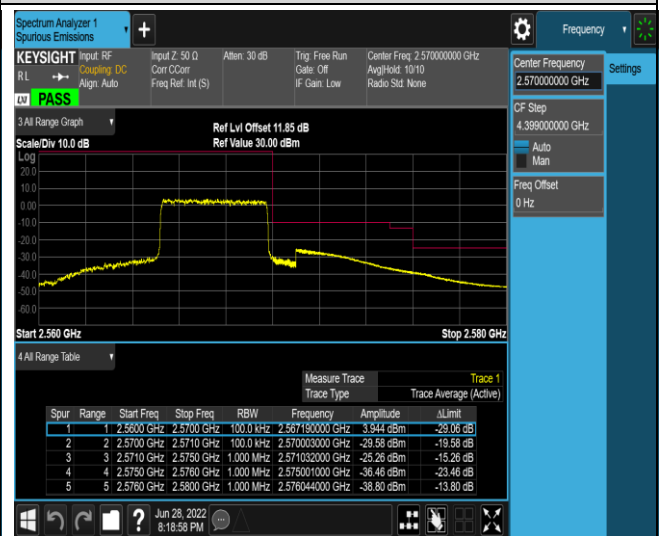 Spectrum Analyzer 1
Spurious Emissions
+
Frequency
KEYSIGHT
RL
LXI PASS
Input: RF
Coupling: DC
Align: Auto
Input Z: 50 Ω
Corr CCorr
Freq Ref: Int (S)
Atten: 30 dB
Trig: Free Run
Gate: Off
IF Gain: Low
Center Freq: 2.570000000 GHz
Avg|Hold: 10/10
Radio Std: None
Center Frequency
2.570000000 GHz
Settings
CF Step
4.399000000 GHz
Auto
Man
Freq Offset
0 Hz
3 All Range Graph
Scale/Div 10.0 dB
Ref Lvl Offset 11.85 dB
Ref Value 30.00 dBm
Log
20.0
10.0
0.00
-10.0
-20.0
-30.0
-40.0
-50.0
-60.0
Start 2.560 GHz
Stop 2.580 GHz
4 All Range Table
Measure Trace Trace 1
Trace Type Trace Average (Active)
Spur Range Start Freq Stop Freq RBW Frequency Amplitude ΔLimit
1 1 2.5600 GHz 2.5700 GHz 100.0 kHz 2.567190000 GHz 3.944 dBm -29.06 dB
2 2 2.5700 GHz 2.5710 GHz 100.0 kHz 2.570003000 GHz -29.58 dBm -19.58 dB
3 3 2.5710 GHz 2.5750 GHz 1.000 MHz 2.571032000 GHz -25.26 dBm -15.26 dB
4 4 2.5750 GHz 2.5760 GHz 1.000 MHz 2.575001000 GHz -36.46 dBm -23.46 dB
5 5 2.5760 GHz 2.5800 GHz 1.000 MHz 2.576044000 GHz -38.80 dBm -13.80 dB
?
Jun 28, 2022
8:18:58 PM